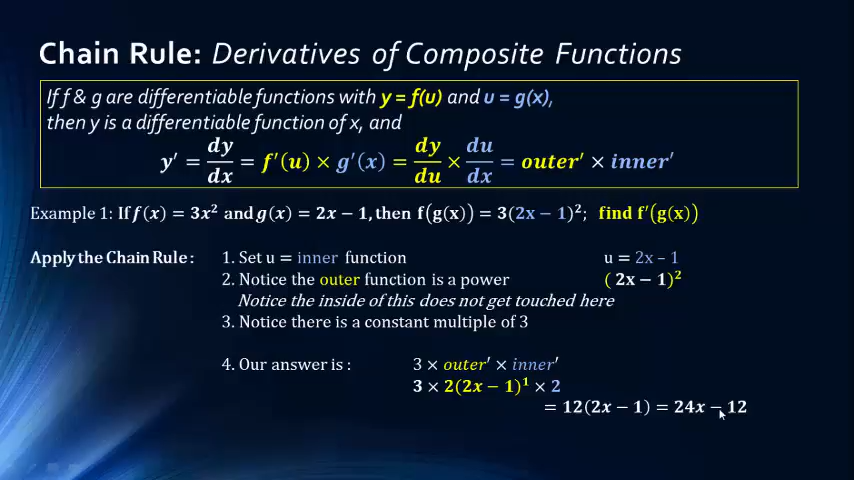 Chain Rule: Derivatives of Composite Functions
If f & g are differentiable functions with y = f(u) and u = g(x),
then y is a differentiable function of x, and
y′ = dy/dx = f′(u) × g′(x) = dy/du × du/dx = outer′ × inner′
Example 1: If f(x) = 3x² and g(x) = 2x − 1, then f(g(x)) = 3(2x − 1)²; find f′(g(x))
Apply the Chain Rule: 1. Set u = inner function u = 2x – 1
2. Notice the outer function is a power ( 2x − 1)²
Notice the inside of this does not get touched here
3. Notice there is a constant multiple of 3
4. Our answer is : 3 × outer′ × inner′
3 × 2(2x − 1)¹ × 2
= 12(2x − 1) = 24x − 12